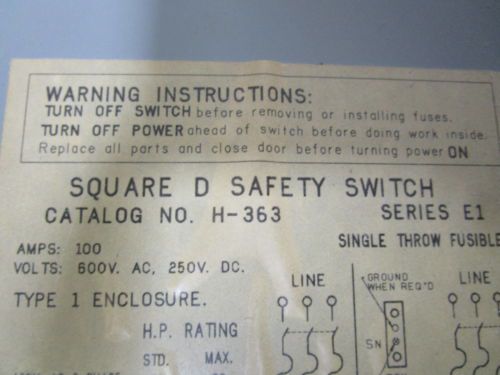 WARNING INSTRUCTIONS:
TURN OFF SWITCH before removing or installing fuses.
TURN OFF POWER ahead of switch before doing work inside.
Replace all parts and close door before turning power ON
SQUARE D SAFETY SWITCH
CATALOG NO. H-363 SERIES E1
AMPS: 100 SINGLE THROW FUSIBL
VOLTS: 600V. AC, 250V. DC.
TYPE 1 ENCLOSURE.
LINE
GROUND
WHEN REQ'D
LINE
H.P. RATING
SN
STD. MAX.